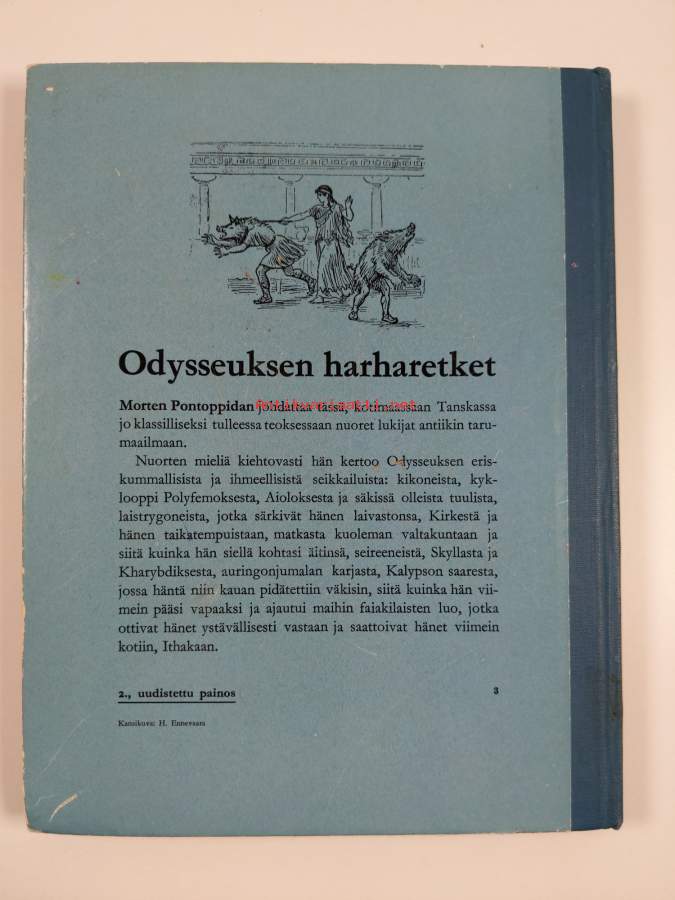 Odysseuksen harharetket
Morten Pontoppidan johdattaa tässä, kotimaassaan Tanskassa
jo klassilliseksi tulleessa teoksessaan nuoret lukijat antiikin taru-
maailmaan.
Nuorten mieliä kiehtovasti hän kertoo Odysseuksen eris-
kummallisista ja ihmeellisistä seikkailuista: kikoneista, kyk-
looppi Polyfemoksesta, Aioloksesta ja säkissä olleista tuulista,
laistrygoneista, jotka särkivät hänen laivastonsa, Kirkestä ja
hänen taikatempuistaan, matkasta kuoleman valtakuntaan ja
siitä kuinka hän siellä kohtasi äitinsä, seireeneistä, Skyllasta ja
Kharybdiksesta, auringonjumalan karjasta, Kalypson saaresta,
jossa häntä niin kauan pidätettiin väkisin, siitä kuinka hän vii-
mein pääsi vapaaksi ja ajautui maihin faiakilaisten luo, jotka
ottivat hänet ystävällisesti vastaan ja saattoivat hänet viimein
kotiin, Ithakaan.
2., uudistettu painos 3
Kansikuva: H. Ennevaara
antikvariaatti.net